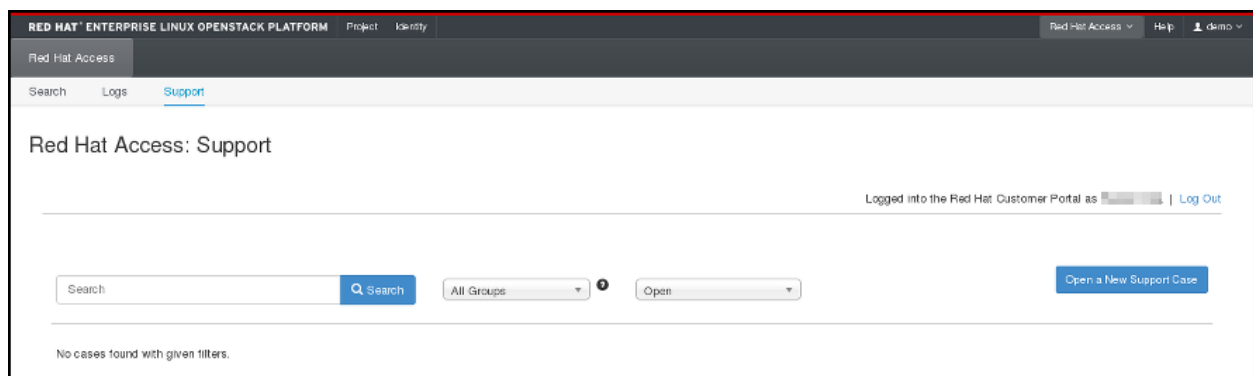 RED HAT® ENTERPRISE LINUX OPENSTACK PLATFORM Project Identity Red Hat Access Help demo
Red Hat Access
Search Logs Support
Red Hat Access: Support
Logged into the Red Hat Customer Portal as | Log Out
Search Search All Groups ? Open Open a New Support Case
No cases found with given filters.